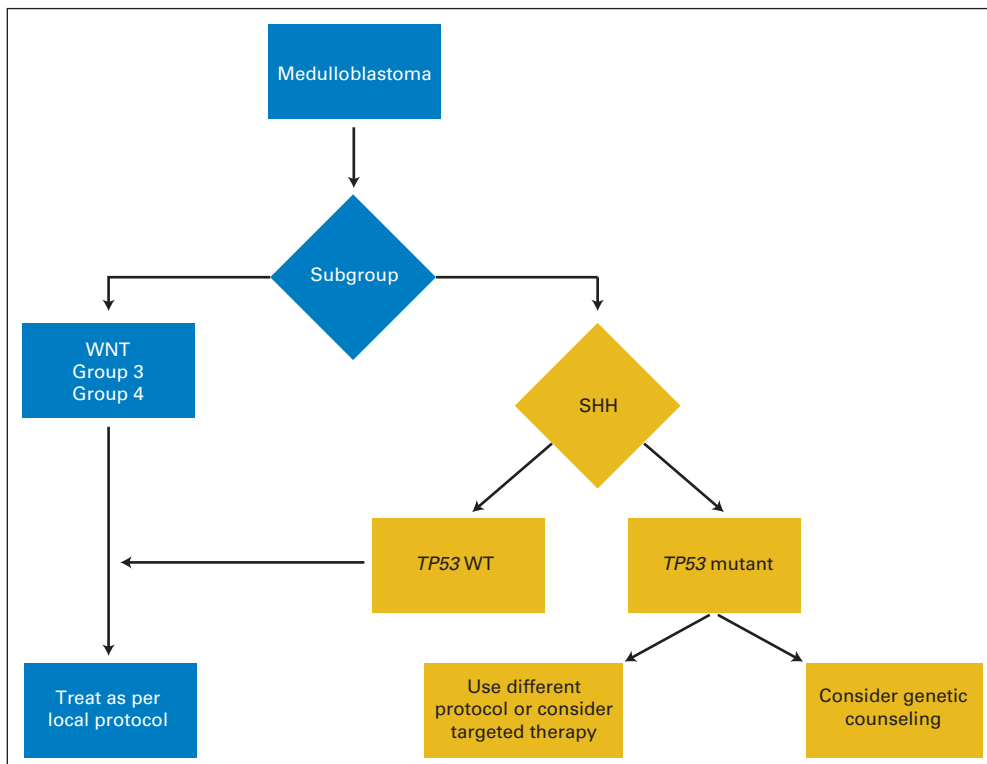 Medulloblastoma
Subgroup
WNT
Group 3
Group 4
SHH
TP53 WT
TP53 mutant
Treat as per
local protocol
Use different
protocol or consider
targeted therapy
Consider genetic
counseling